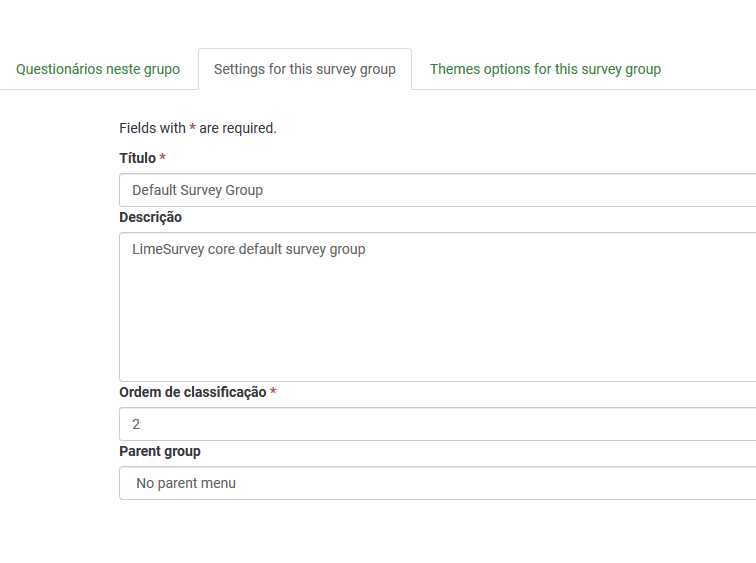 Questionários neste grupo
Settings for this survey group
Themes options for this survey group
Fields with * are required.
Título *
Default Survey Group
Descrição
LimeSurvey core default survey group
Ordem de classificação *
2
Parent group
No parent menu